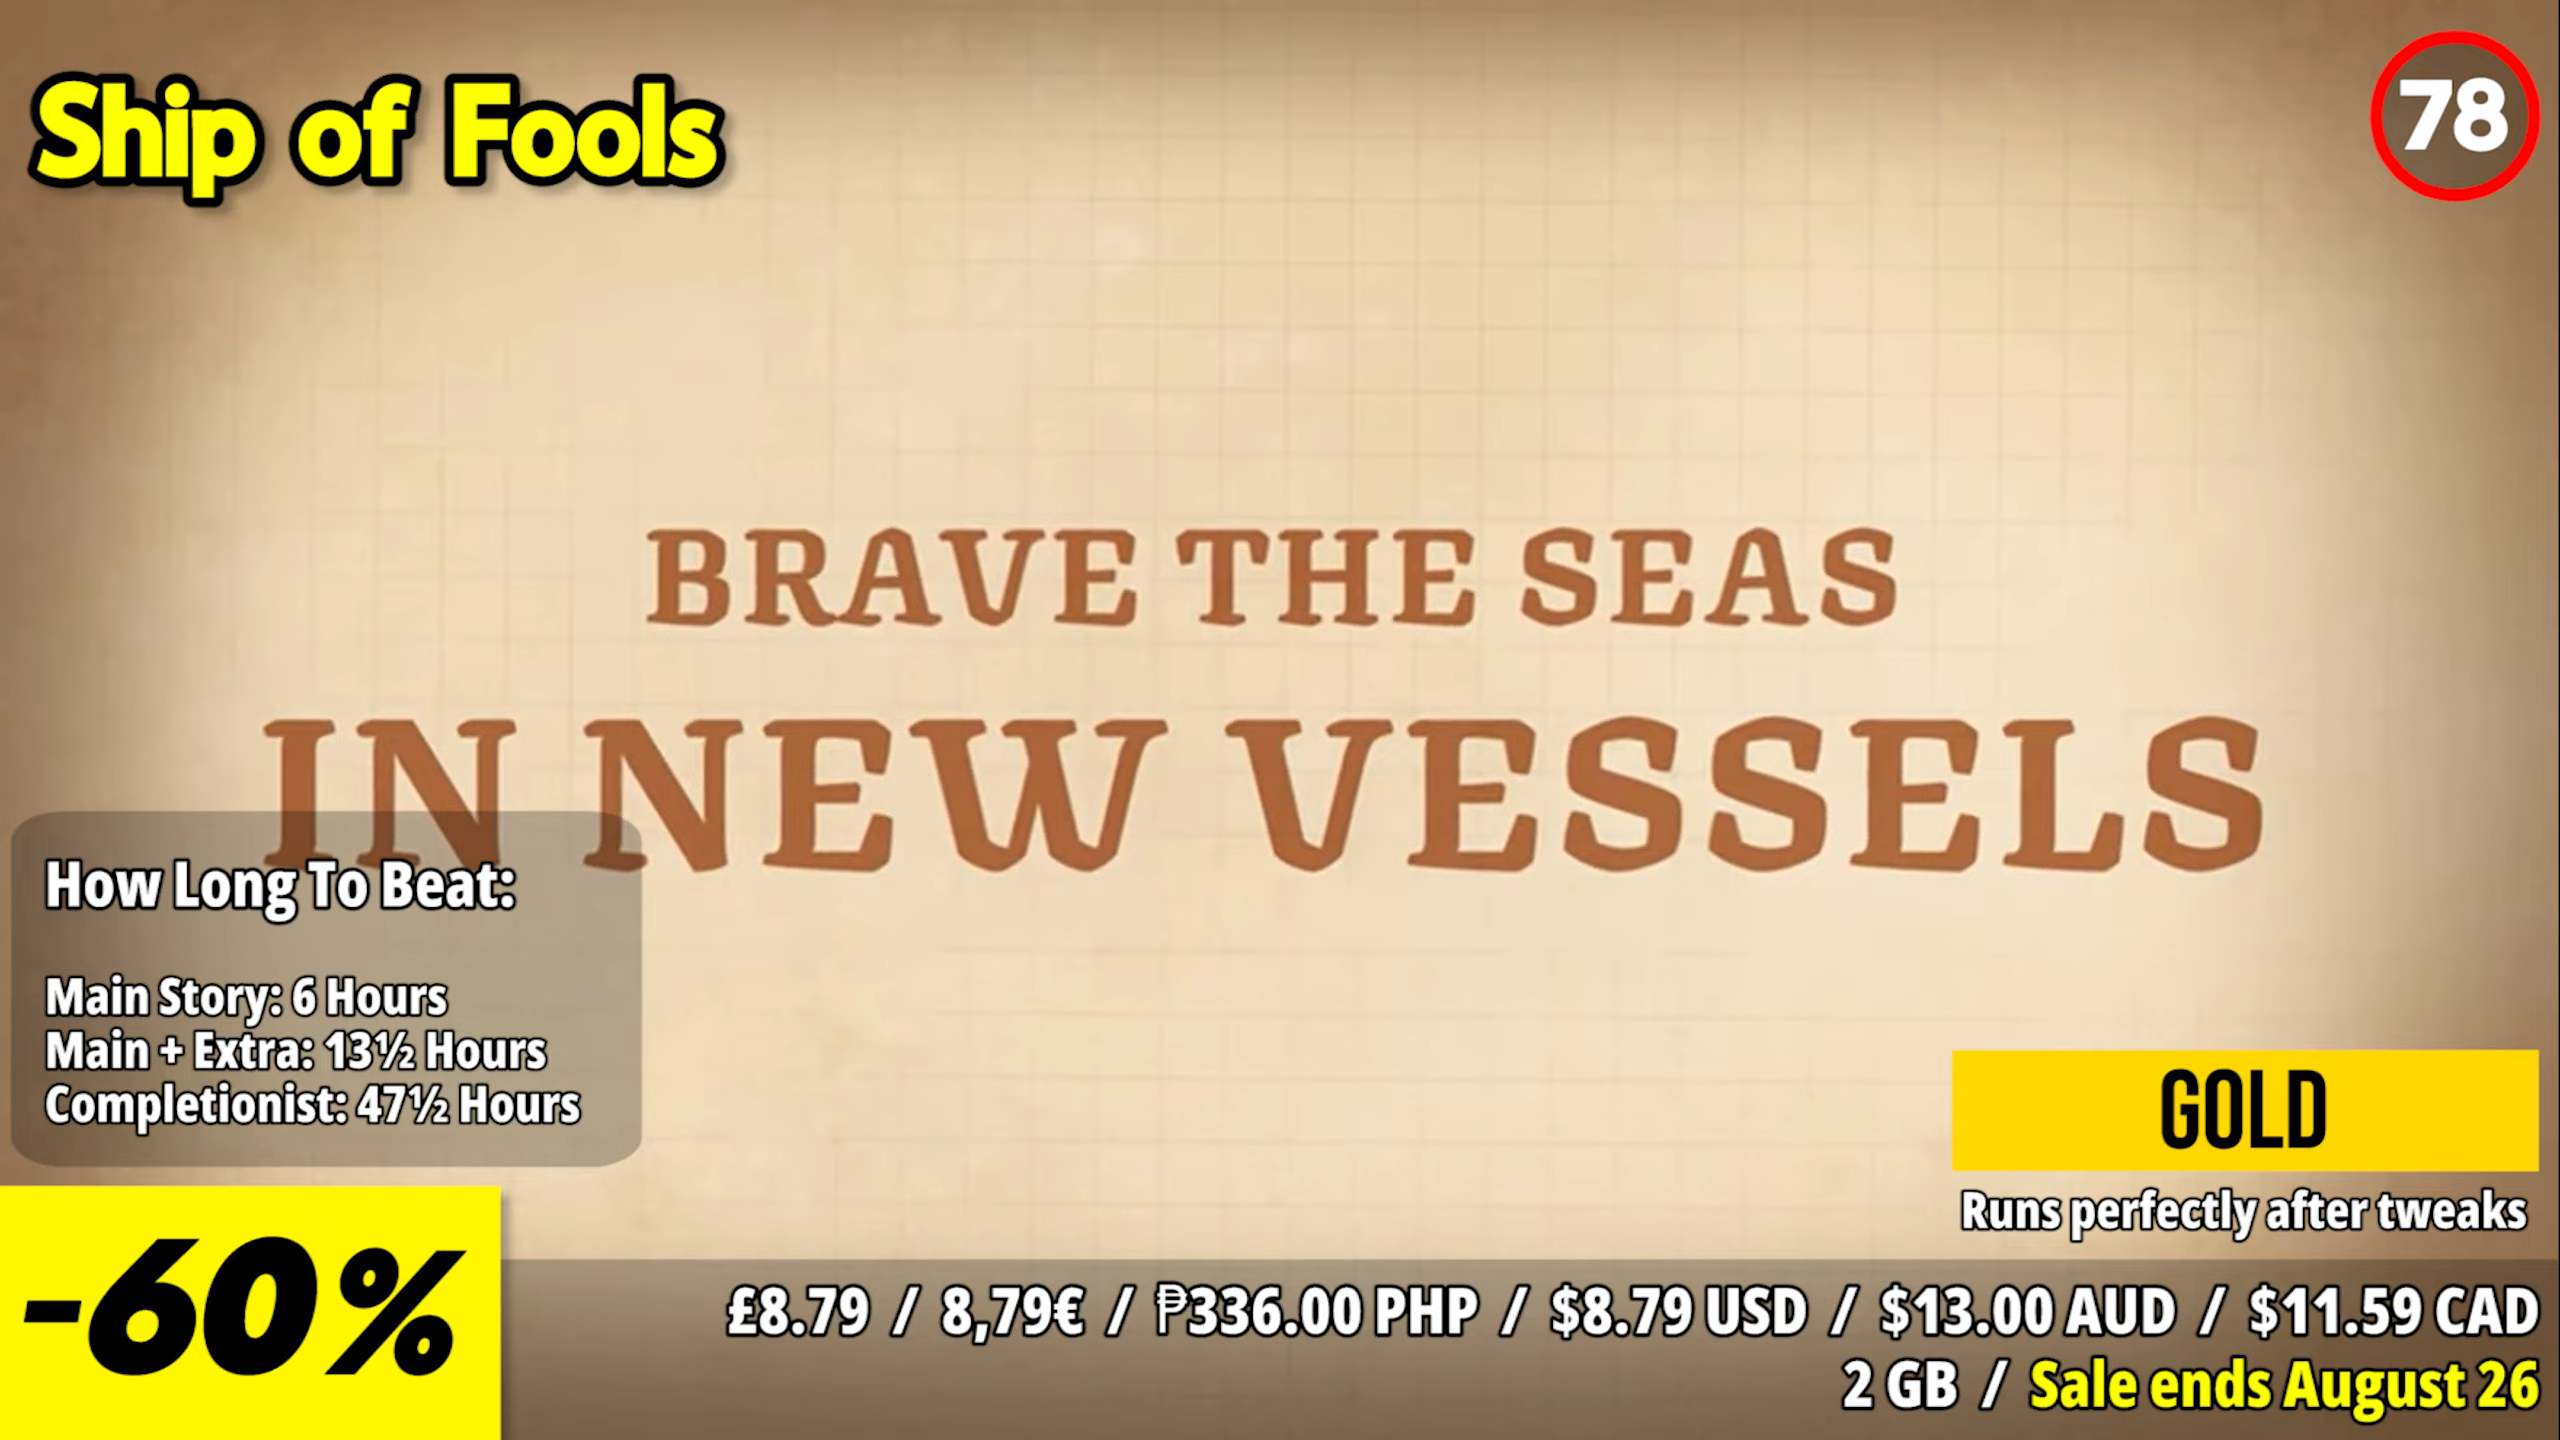 Ship of Fools
78
BRAVE THE SEAS
IN NEW VESSELS
How Long To Beat:
Main Story: 6 Hours
Main + Extra: 13½ Hours
Completionist: 47½ Hours
GOLD
Runs perfectly after tweaks
-60%
£8.79 / 8,79€ / ₱336.00 PHP / $8.79 USD / $13.00 AUD / $11.59 CAD
2 GB / Sale ends August 26